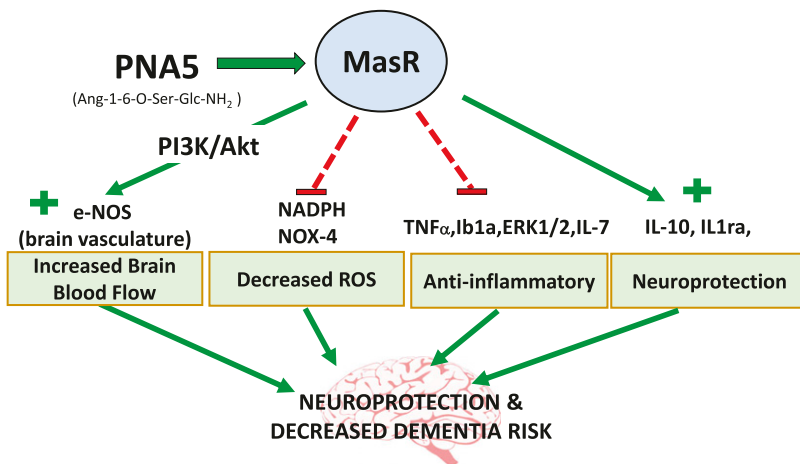 PNA5
(Ang-1-6-O-Ser-Glc-NH₂ )
MasR
PI3K/Akt
e-NOS
(brain vasculature)
NADPH
NOX-4
TNFα,Ib1a,ERK1/2,IL-7
IL-10, IL1ra,
Increased Brain
Blood Flow
Decreased ROS
Anti-inflammatory
Neuroprotection
NEUROPROTECTION &
DECREASED DEMENTIA RISK